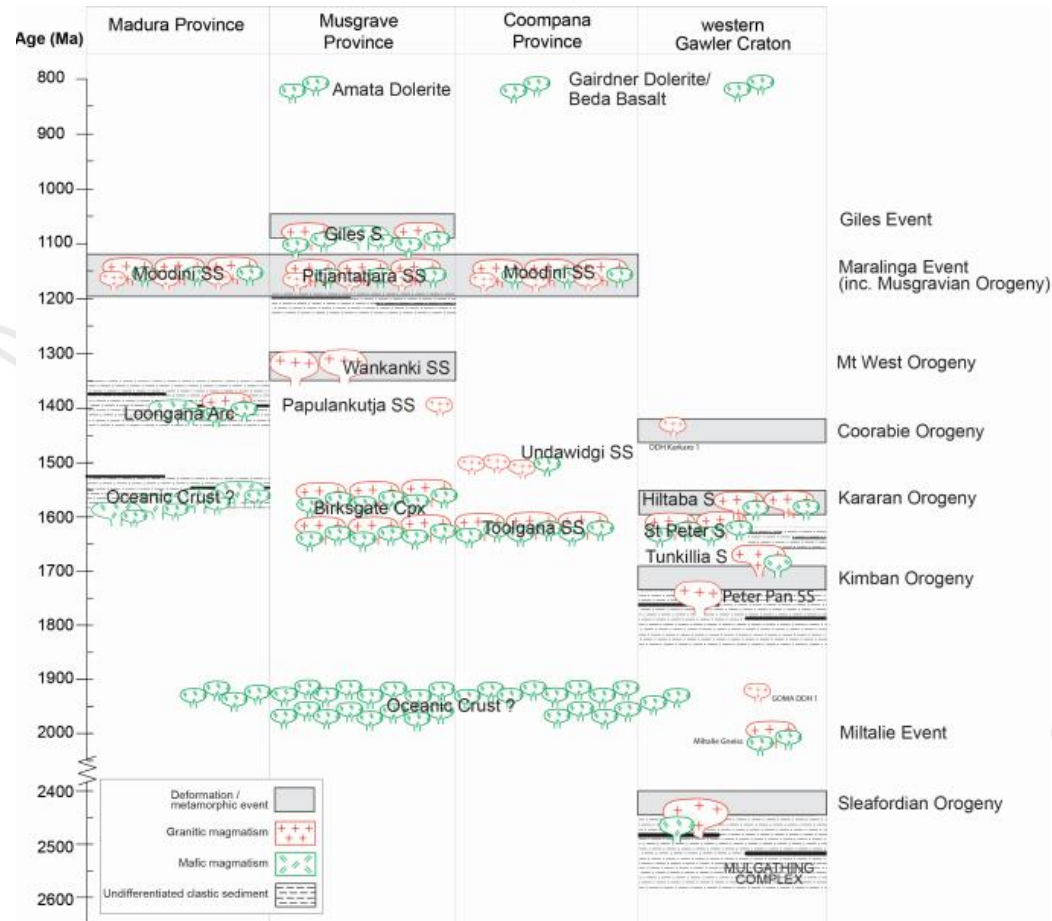 Age (Ma)
Madura Province
Musgrave
Province
Coompana
Province
western
Gawler Craton
800
900
1000
1100
1200
1300
1400
1500
1600
1700
1800
1900
2000
2400
2500
2600
Amata Dolerite
Gairdner Dolerite/
Beda Basalt
Giles S
Giles Event
Moodini SS
Pitjantatjara SS
Moodini SS
Maralinga Event
(inc. Musgravian Orogeny)
Wankanki SS
Mt West Orogeny
Papulankutja SS
Loongana Arc
Coorabie Orogeny
DDH Karkaro 1
Undawidgi SS
Oceanic Crust ?
Birksgate Cpx
Toolgana SS
Hiltaba S
Kararan Orogeny
St Peter S
Tunkillia S
Kimban Orogeny
Peter Pan SS
Oceanic Crust ?
GOMA DDH 1
Miltalie Gneiss
Miltalie Event
Sleafordian Orogeny
MULGATHING
COMPLEX
Deformation /
metamorphic event
Granitic magmatism
Mafic magmatism
Undifferentiated clastic sediment